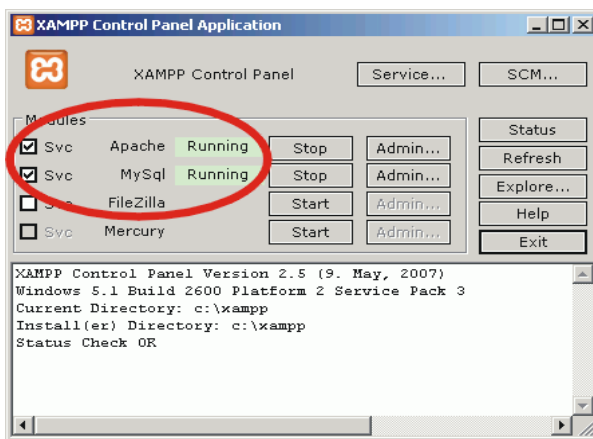 XAMPP Control Panel Application
XAMPP Control Panel
Service...
SCM...
Modules
Svc Apache Running Stop Admin...
Svc MySql Running Stop Admin...
Svc FileZilla Start Admin...
Svc Mercury Start Admin...
Status
Refresh
Explore...
Help
Exit
XAMPP Control Panel Version 2.5 (9. May, 2007)
Windows 5.1 Build 2600 Platform 2 Service Pack 3
Current Directory: c:\xampp
Install(er) Directory: c:\xampp
Status Check OK